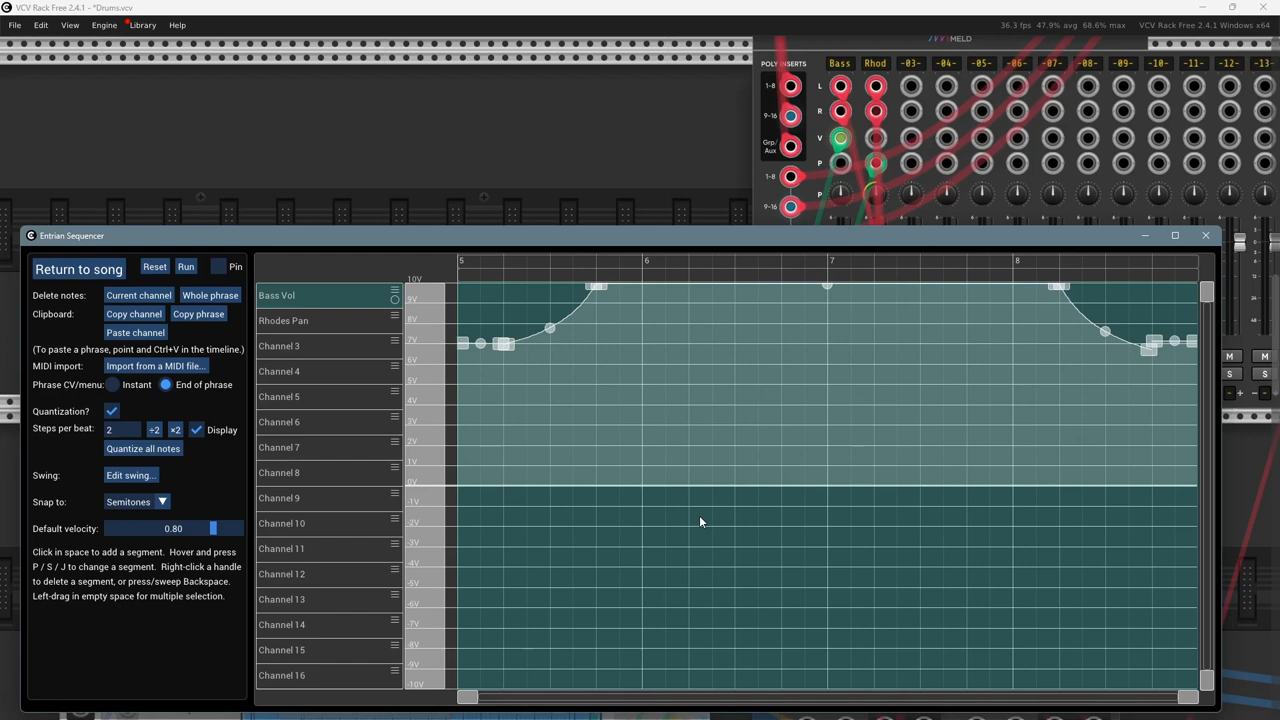 VCV Rack Free 2.4.1 - *Drums.vcv
File Edit View Engine Library Help
36.3 fps 47.9% avg 68.6% max VCV Rack Free 2.4.1 Windows x64
MELD
POLY INSERTS Bass Rhod -03- -04- -05- -06- -07- -08- -09- -10- -11- -12- -13-
1-8 L
9-16 R
Grp/ V
Aux P
1-8
9-16 P
Entrian Sequencer
Return to song Reset Run Pin
Delete notes: Current channel Whole phrase
Clipboard: Copy channel Copy phrase
Paste channel
(To paste a phrase, point and Ctrl+V in the timeline.)
MIDI import: Import from a MIDI file...
Phrase CV/menu: Instant End of phrase
Quantization?
Steps per beat: 2 ÷2 ×2 Display
Quantize all notes
Swing: Edit swing...
Snap to: Semitones
Default velocity: 0.80
Click in space to add a segment. Hover and press
P / S / J to change a segment. Right-click a handle
to delete a segment, or press/sweep Backspace.
Left-drag in empty space for multiple selection.
5 6 7 8
Bass Vol
Rhodes Pan
Channel 3
Channel 4
Channel 5
Channel 6
Channel 7
Channel 8
Channel 9
Channel 10
Channel 11
Channel 12
Channel 13
Channel 14
Channel 15
Channel 16
10V
9V
8V
7V
6V
5V
4V
3V
2V
1V
0V
-1V
-2V
-3V
-4V
-5V
-6V
-7V
-8V
-9V
-10V
M M
S S